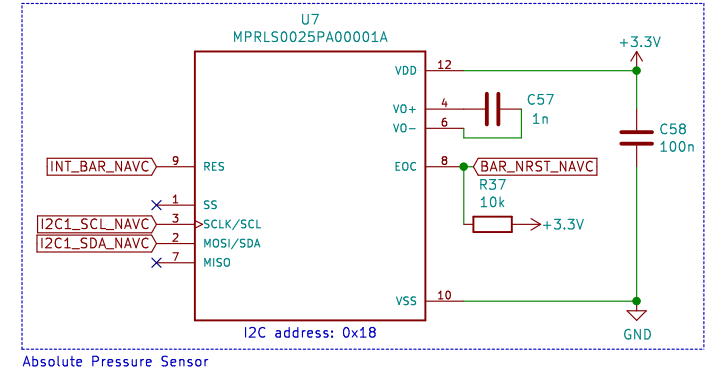 U7
MPRLS0025PA00001A
+3.3V
12
VDD
4
VO+
C57
1n
6
VO-
C58
100n
INT_BAR_NAVC
9
RES
8
EOC
BAR_NRST_NAVC
R37
10k
1
SS
I2C1_SCL_NAVC
3
SCLK/SCL
+3.3V
I2C1_SDA_NAVC
2
MOSI/SDA
7
MISO
10
VSS
I2C address: 0x18
GND
Absolute Pressure Sensor